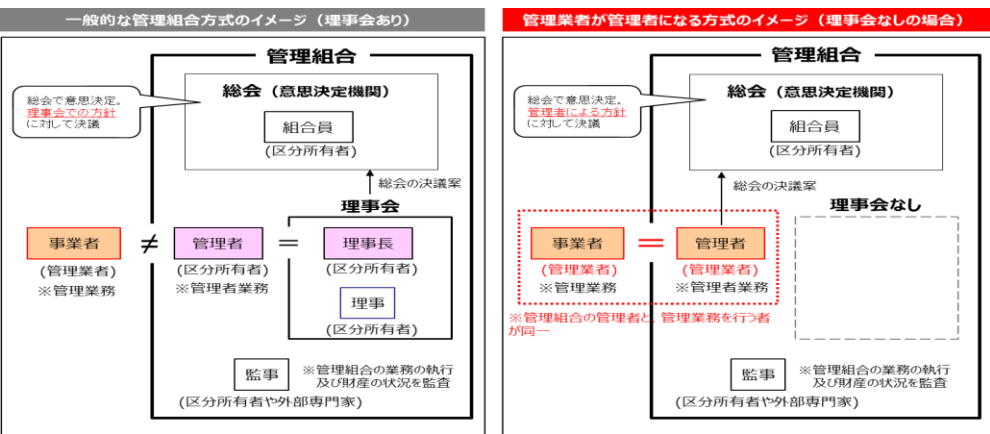 一般的な管理組合方式のイメージ（理事会あり）
管理組合
総会（意思決定機関）
総会で意思決定。
理事会での方針
に対して決議
組合員
(区分所有者)
総会の決議案
理事会
事業者
≠
管理者
＝
理事長
(管理業者)
(区分所有者)
(区分所有者)
※管理業務
※管理者業務
理事
(区分所有者)
監事
※管理組合の業務の執行
及び財産の状況を監査
(区分所有者や外部専門家)
管理業者が管理者になる方式のイメージ（理事会なしの場合）
管理組合
総会（意思決定機関）
総会で意思決定。
管理者による方針
に対して決議
組合員
(区分所有者)
総会の決議案
理事会なし
事業者
＝
管理者
(管理業者)
(管理業者)
※管理業務
※管理者業務
※管理組合の管理者と、管理業務を行う者
が同一
監事
※管理組合の業務の執行
及び財産の状況を監査
(区分所有者や外部専門家)